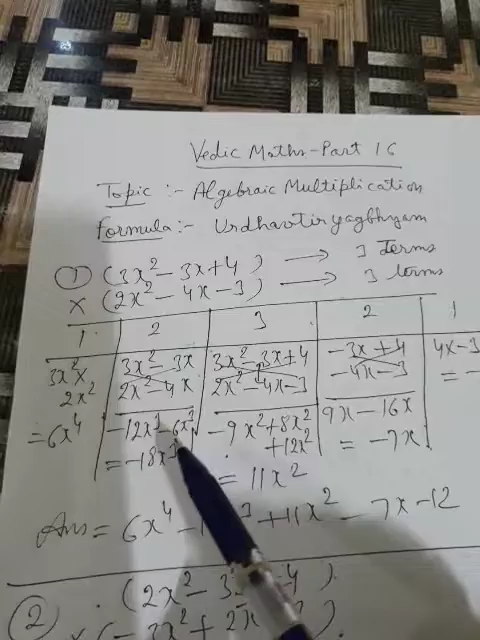 Vedic Maths-Part 16
Topic :- Algebraic Multiplication
Formula :- Urdhavtiryagbhyam
① (3x² - 3x + 4) → 3 Terms
× (2x² - 4x - 3) → 3 terms
1 2 3 2 1
3x² × 3x² - 3x 3x² - 3x + 4 - 3x + 4 4x - 3
2x² 2x² - 4x 2x² - 4x - 3 - 4x - 3 = -
= 6x⁴ - 12x³ - 6x³ - 9x² + 8x² 9x - 16x
= - 18x³ + 12x² = - 7x
= 11x²
Ans = 6x⁴ - 3 + 11x² - 7x - 12
② (2x² - 3 4)
× (- 3x² + 2x )